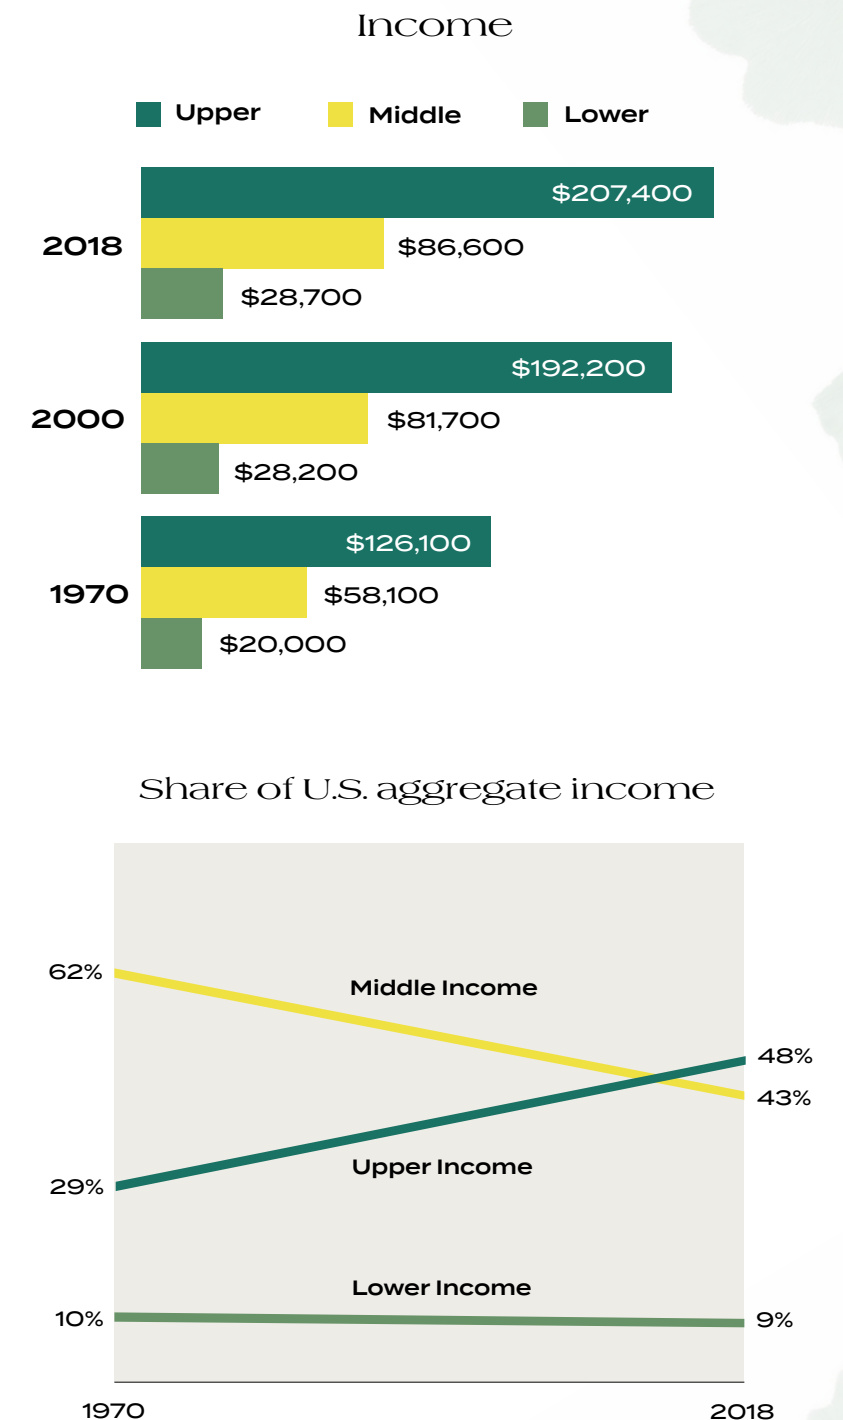 Income
Upper Middle Lower
$207,400
2018 $86,600
$28,700
$192,200
2000 $81,700
$28,200
$126,100
1970 $58,100
$20,000
Share of U.S. aggregate income
62%
Middle Income
48%
43%
Upper Income
29%
Lower Income
10% 9%
1970 2018